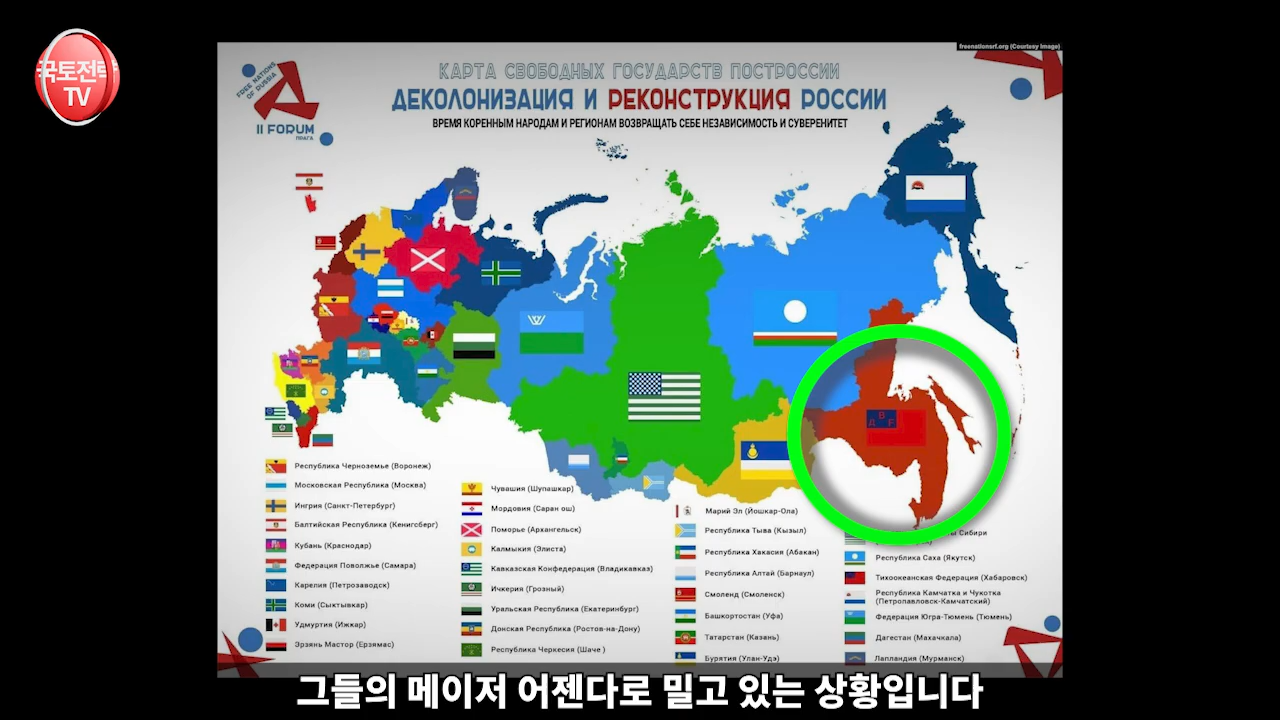 국토전략
TV
freenationsrf.org (Courtesy Image)
FREE NATIONS
OF RUSSIA
II FORUM
ПРАГА
КАРТА СВОБОДНЫХ ГОСУДАРСТВ ПОСТРОССИИ
ДЕКОЛОНИЗАЦИЯ И РЕКОНСТРУКЦИЯ РОССИИ
ВРЕМЯ КОРЕННЫМ НАРОДАМ И РЕГИОНАМ ВОЗВРАЩАТЬ СЕБЕ НЕЗАВИСИМОСТЬ И СУВЕРЕНИТЕТ
Республика Черноземье (Воронеж)
Московская Республика (Москва)
Ингрия (Санкт-Петербург)
Балтийская Республика (Кенигсберг)
Кубань (Краснодар)
Федерация Поволжье (Самара)
Карелия (Петрозаводск)
Коми (Сыктывкар)
Удмуртия (Ижкар)
Эрзянь Мастор (Ерзямас)
Чувашия (Шупашкар)
Мордовия (Саран ош)
Поморье (Архангельск)
Калмыкия (Элиста)
Кавказская Конфедерация (Владикавказ)
Ичкерия (Грозный)
Уральская Республика (Екатеринбург)
Донская Республика (Ростов-на-Дону)
Республика Черкесия (Шаче )
Марий Эл (Йошкар-Ола)
Республика Тыва (Кызыл)
Республика Хакасия (Абакан)
Республика Алтай (Барнаул)
Смоленд (Смоленск)
Башкортостан (Уфа)
Татарстан (Казань)
Бурятия (Улан-Удэ)
Сибири
Республика Саха (Якутск)
Тихоокеанская Федерация (Хабаровск)
Республика Камчатка и Чукотка
(Петропавловск-Камчатский)
Федерация Югра-Тюмень (Тюмень)
Дагестан (Махачкала)
Лапландия (Мурманск)
그들의 메이저 어젠다로 밀고 있는 상황입니다